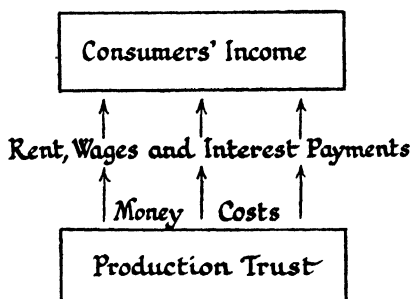 Consumers' Income
Rent, Wages and Interest Payments
Money Costs
Production Trust